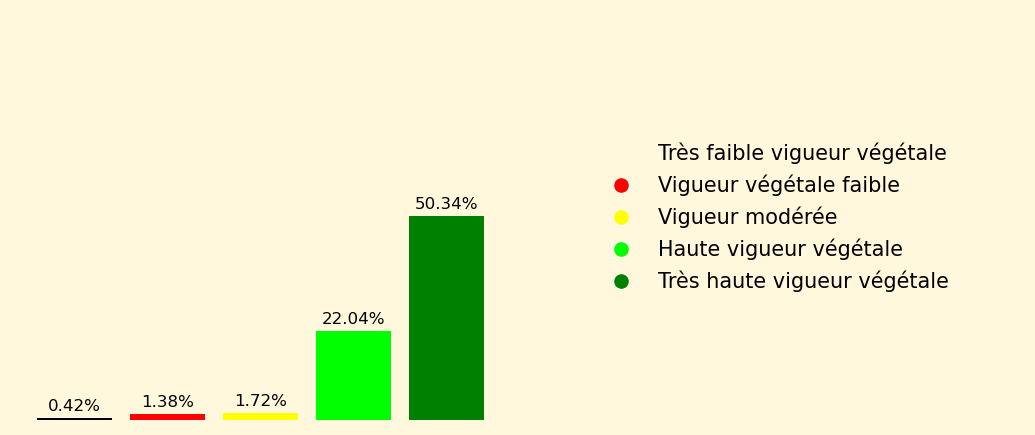 0.42%
1.38%
1.72%
22.04%
50.34%
Très faible vigueur végétale
Vigueur végétale faible
Vigueur modérée
Haute vigueur végétale
Très haute vigueur végétale